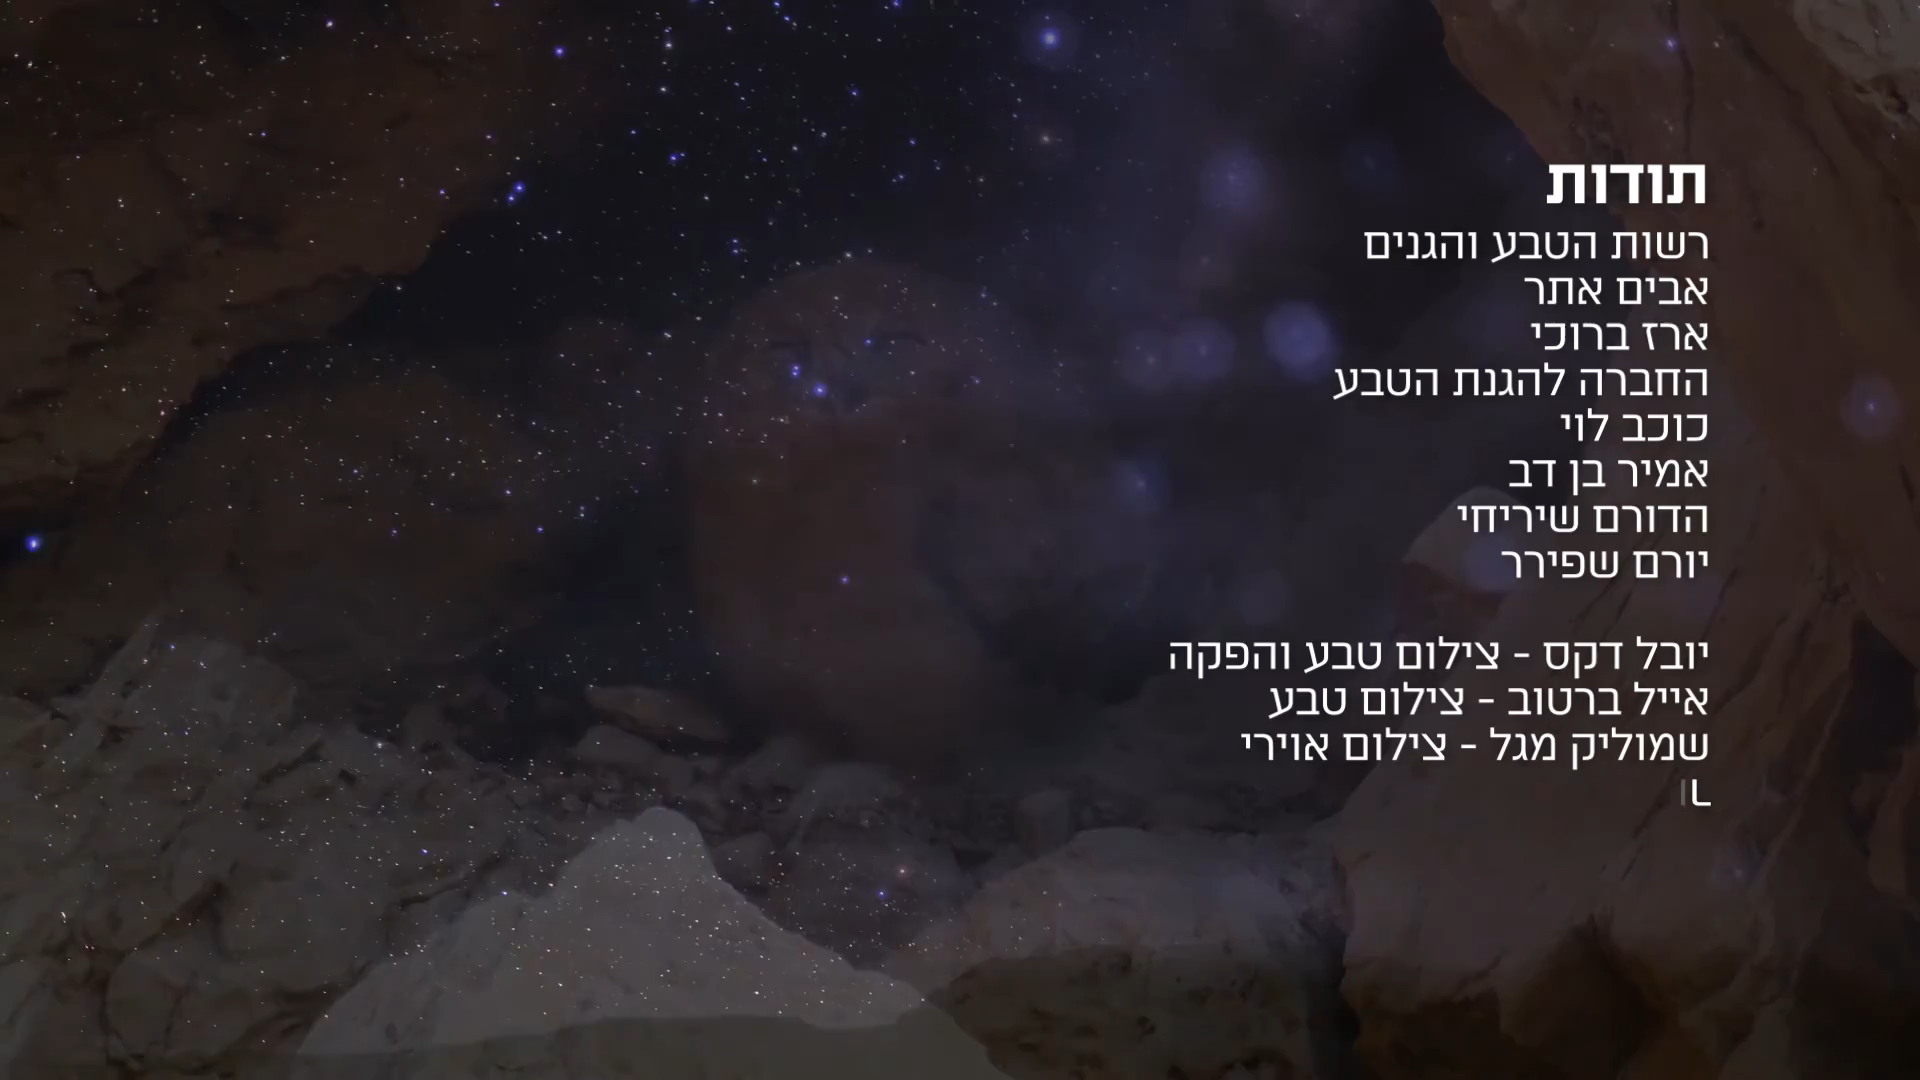 תודות
רשות הטבע והגנים
אבים אתר
ארז ברוכי
החברה להגנת הטבע
כוכב לוי
אמיר בן דב
הדורם שיריחי
יורם שפירר
יובל דקס - צילום טבע והפקה
אייל ברטוב - צילום טבע
שמוליק מגל - צילום אוירי